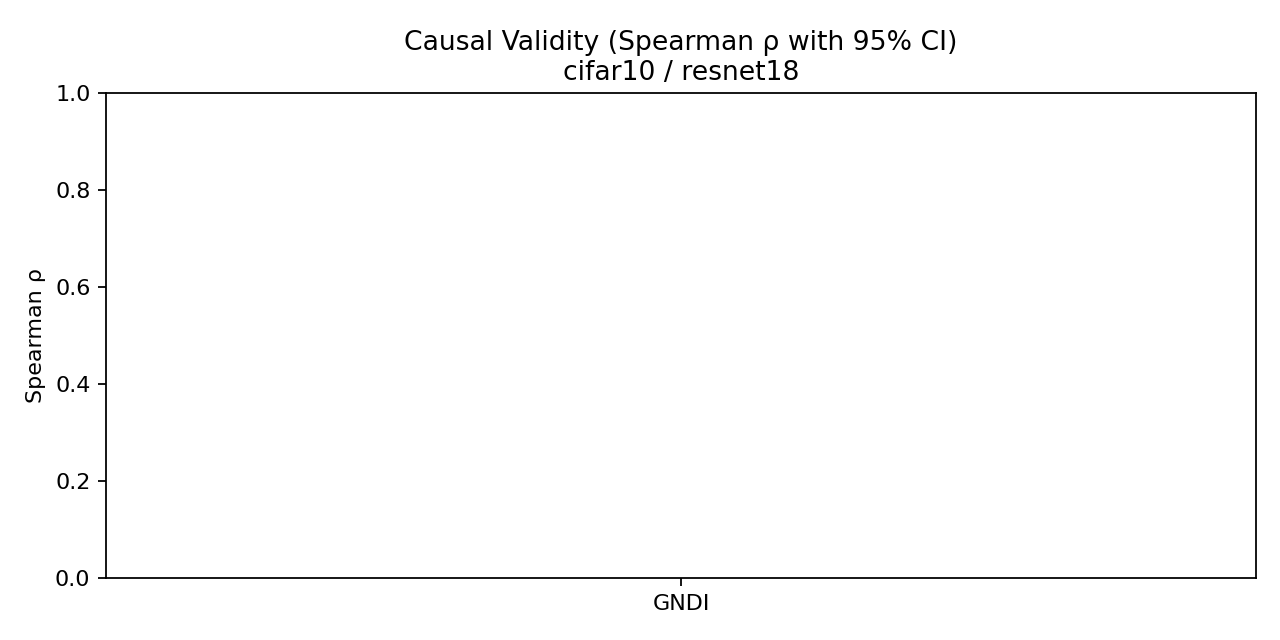 Causal Validity (Spearman ρ with 95% CI)
cifar10 / resnet18
1.0
0.8
0.6
0.4
0.2
0.0
Spearman ρ
GNDI